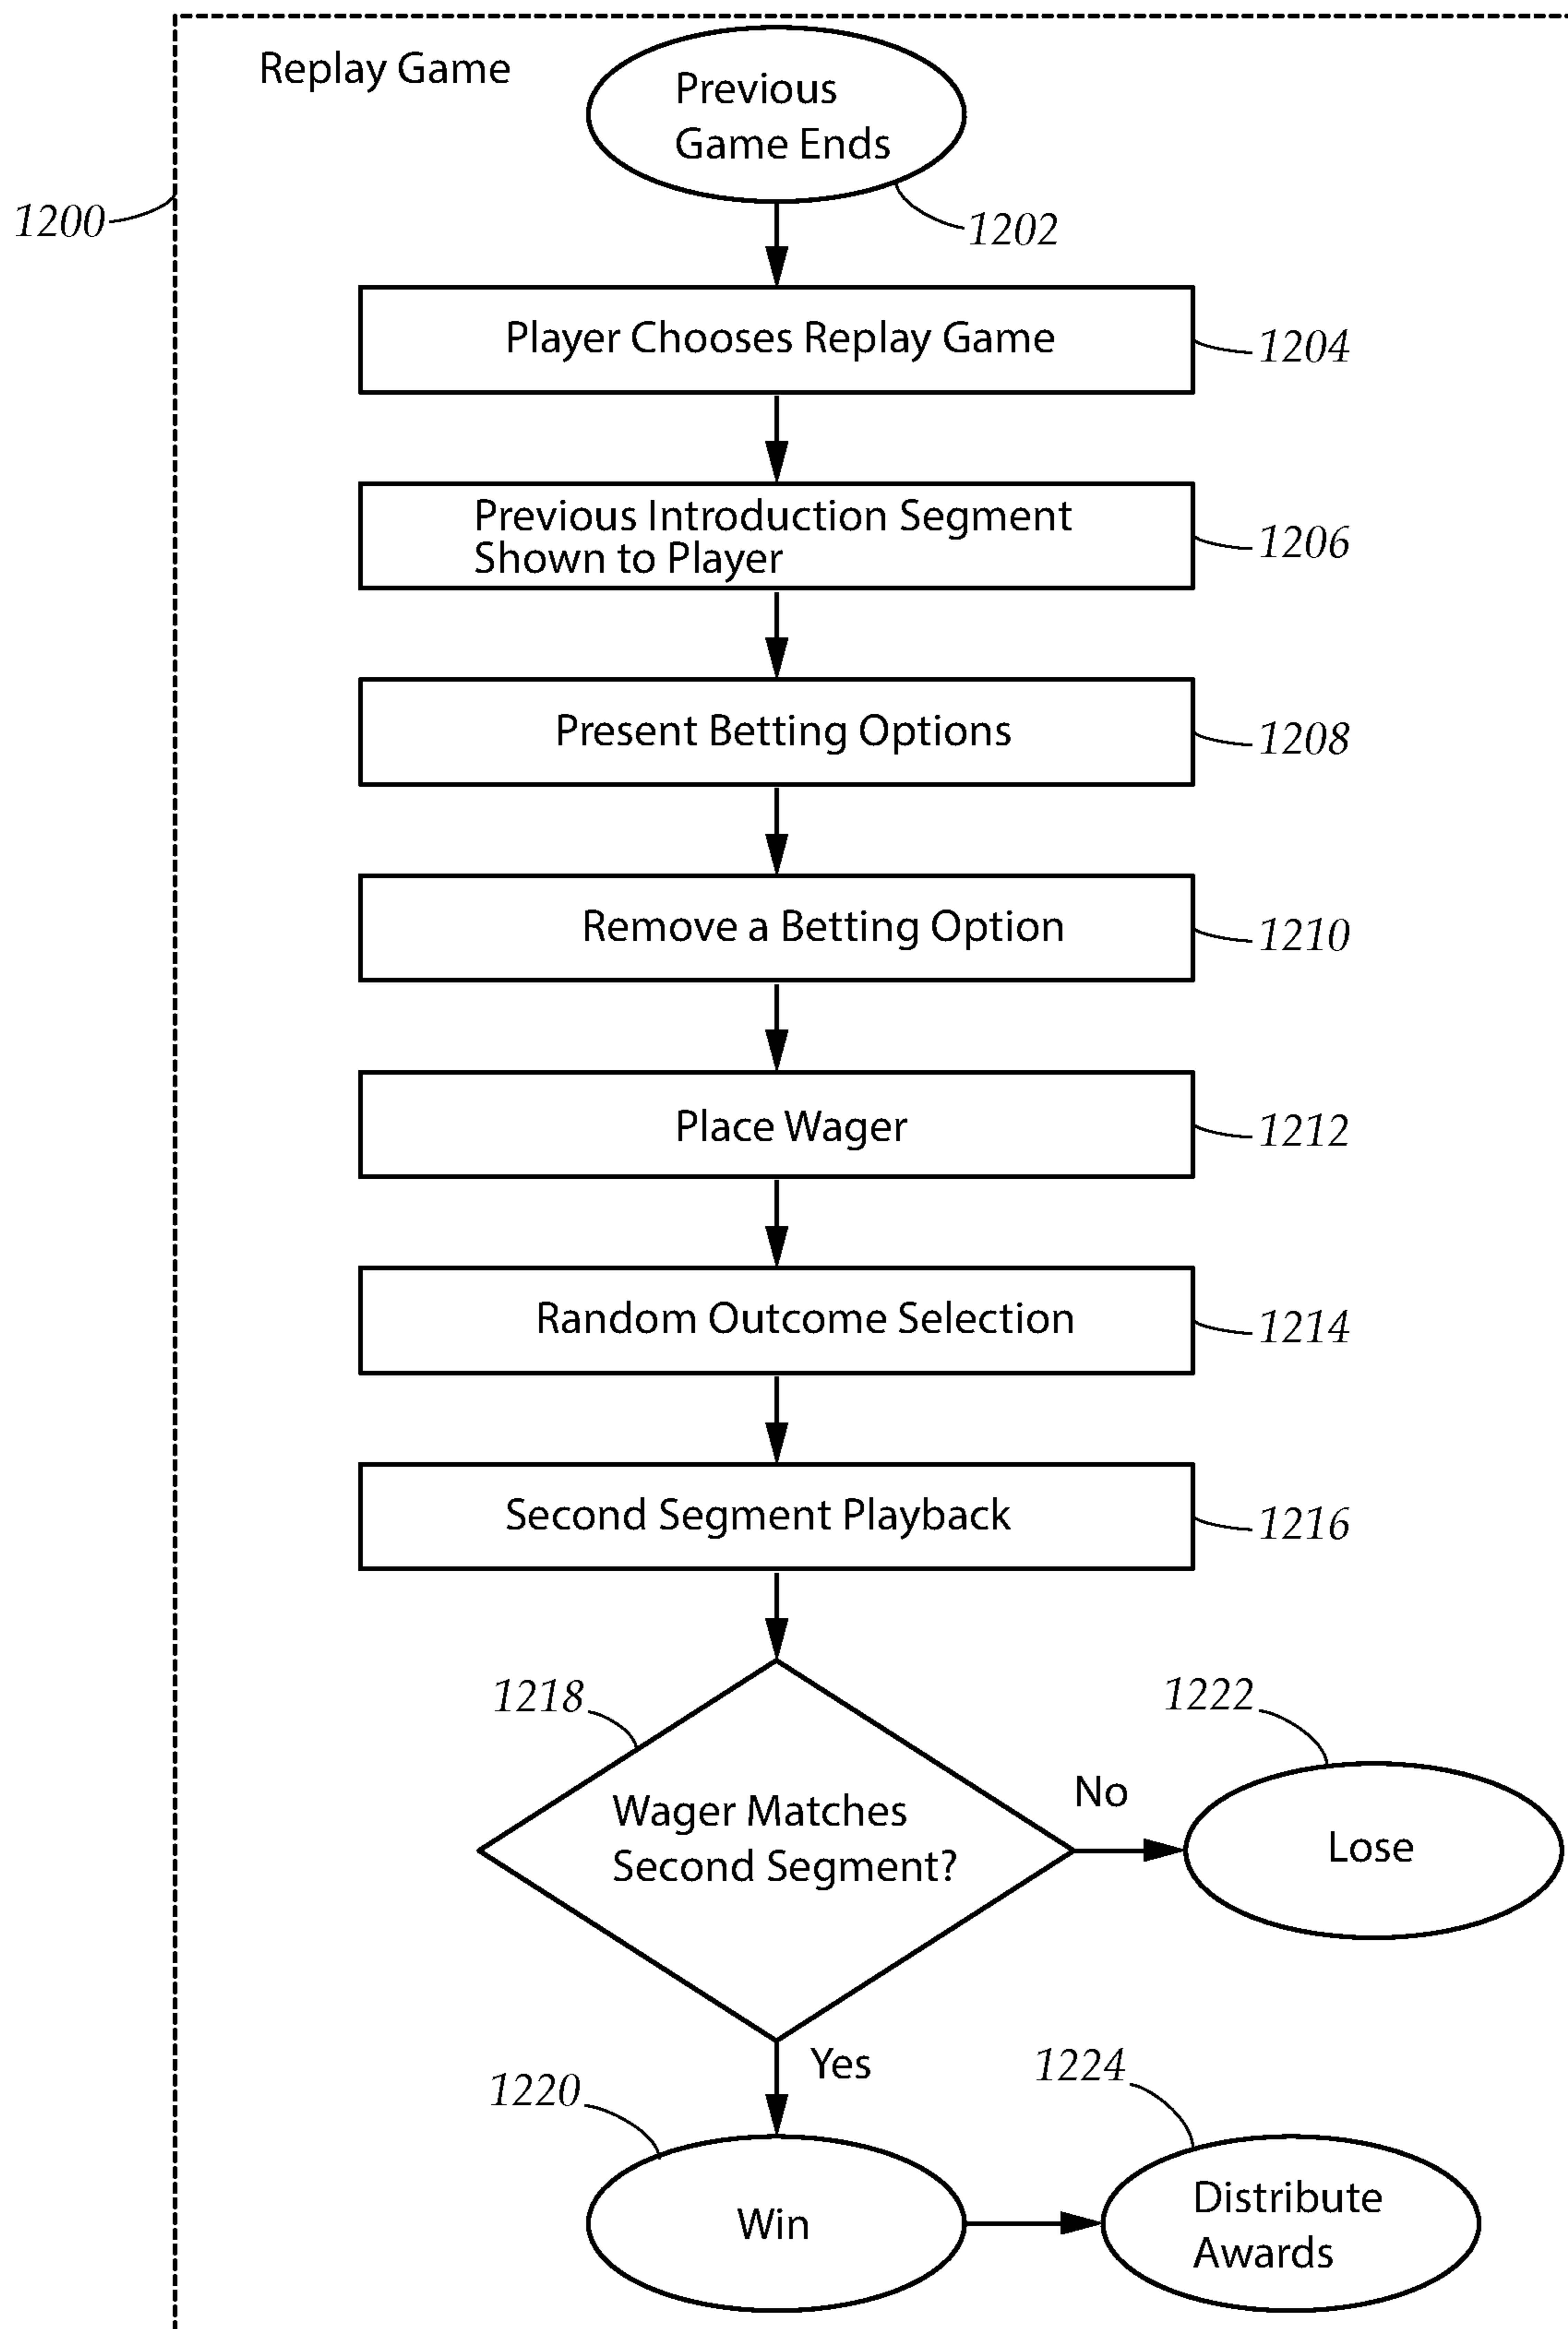 Replay Game
Previous
Game Ends
1200
1202
Player Chooses Replay Game
1204
Previous Introduction Segment
Shown to Player
1206
Present Betting Options
1208
Remove a Betting Option
1210
Place Wager
1212
Random Outcome Selection
1214
Second Segment Playback
1216
1218
1222
Wager Matches
Second Segment?
No
Lose
Yes
1220
1224
Win
Distribute
Awards